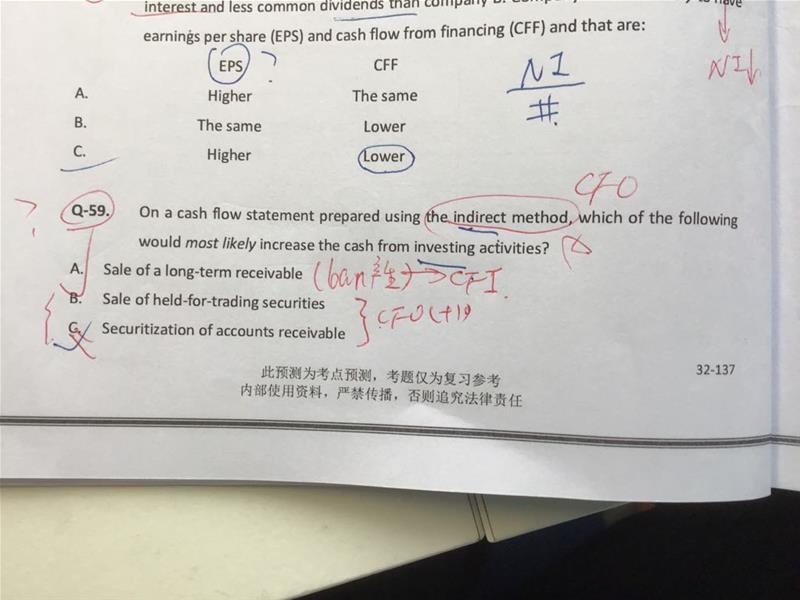 interest and less common dividends than company
earnings per share (EPS) and cash flow from financing (CFF) and that are:
EPS ? CFF
A. Higher The same
B. The same Lower
C. Higher Lower
NI
#
NI↓
CFO
? Q-59. On a cash flow statement prepared using the indirect method, which of the following
would most likely increase the cash from investing activities?
A. Sale of a long-term receivable → CFI.
B. Sale of held-for-trading securities
C. Securitization of accounts receivable } CFO
此预测为考点预测，考题仅为复习参考
内部使用资料，严禁传播，否则追究法律责任
32-137